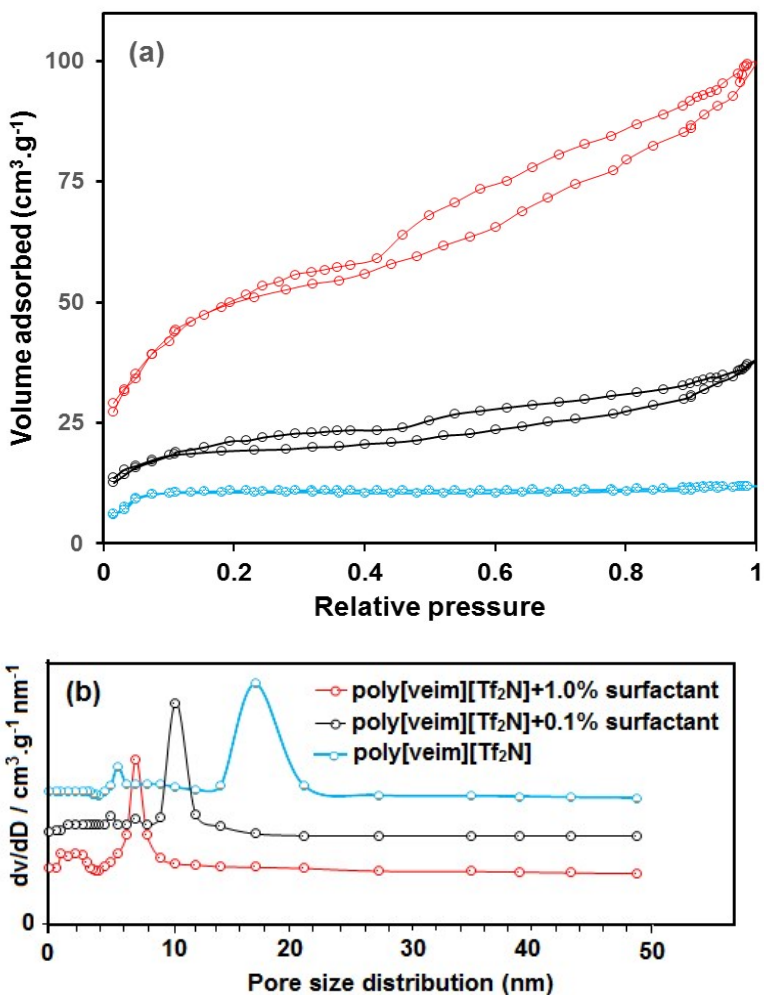 (a)
Volume adsorbed (cm³.g⁻¹)
100
75
50
25
0
0 0.2 0.4 0.6 0.8 1
Relative pressure
(b)
poly[veim][Tf₂N]+1.0% surfactant
poly[veim][Tf₂N]+0.1% surfactant
poly[veim][Tf₂N]
dv/dD / cm³.g⁻¹ nm⁻¹
0
0 10 20 30 40 50
Pore size distribution (nm)